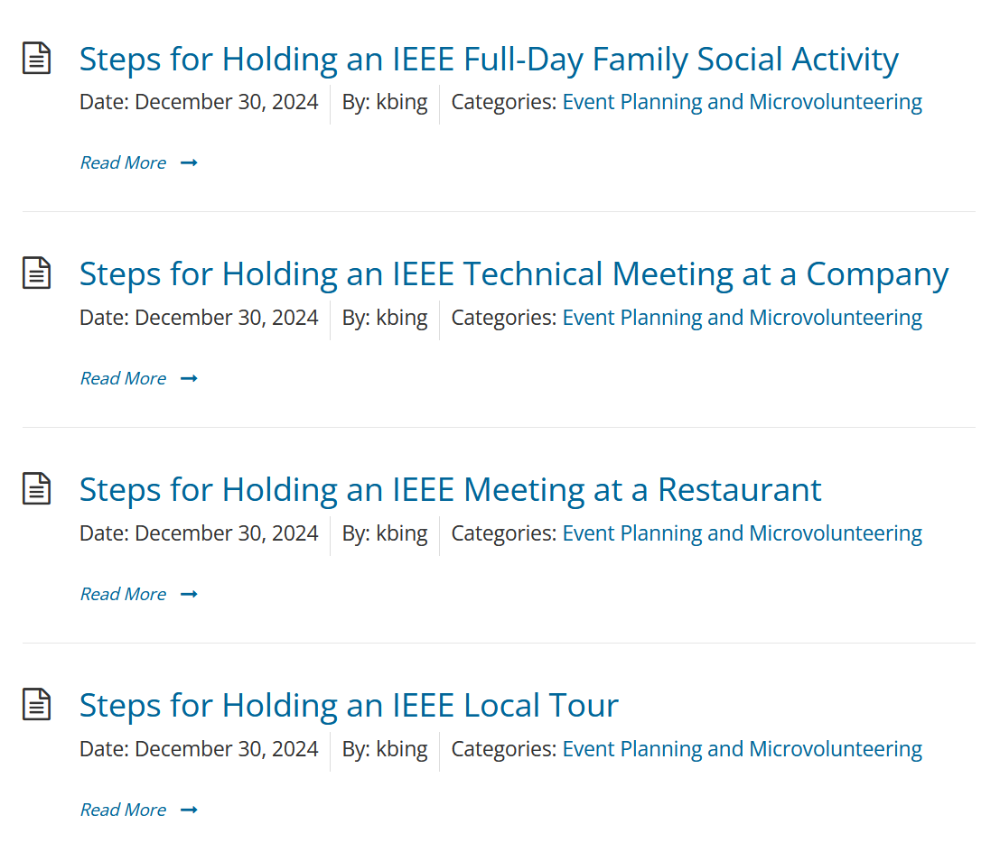 Steps for Holding an IEEE Full-Day Family Social Activity
Date: December 30, 2024 By: kbing Categories: Event Planning and Microvolunteering
Read More
Steps for Holding an IEEE Technical Meeting at a Company
Date: December 30, 2024 By: kbing Categories: Event Planning and Microvolunteering
Read More
Steps for Holding an IEEE Meeting at a Restaurant
Date: December 30, 2024 By: kbing Categories: Event Planning and Microvolunteering
Read More
Steps for Holding an IEEE Local Tour
Date: December 30, 2024 By: kbing Categories: Event Planning and Microvolunteering
Read More